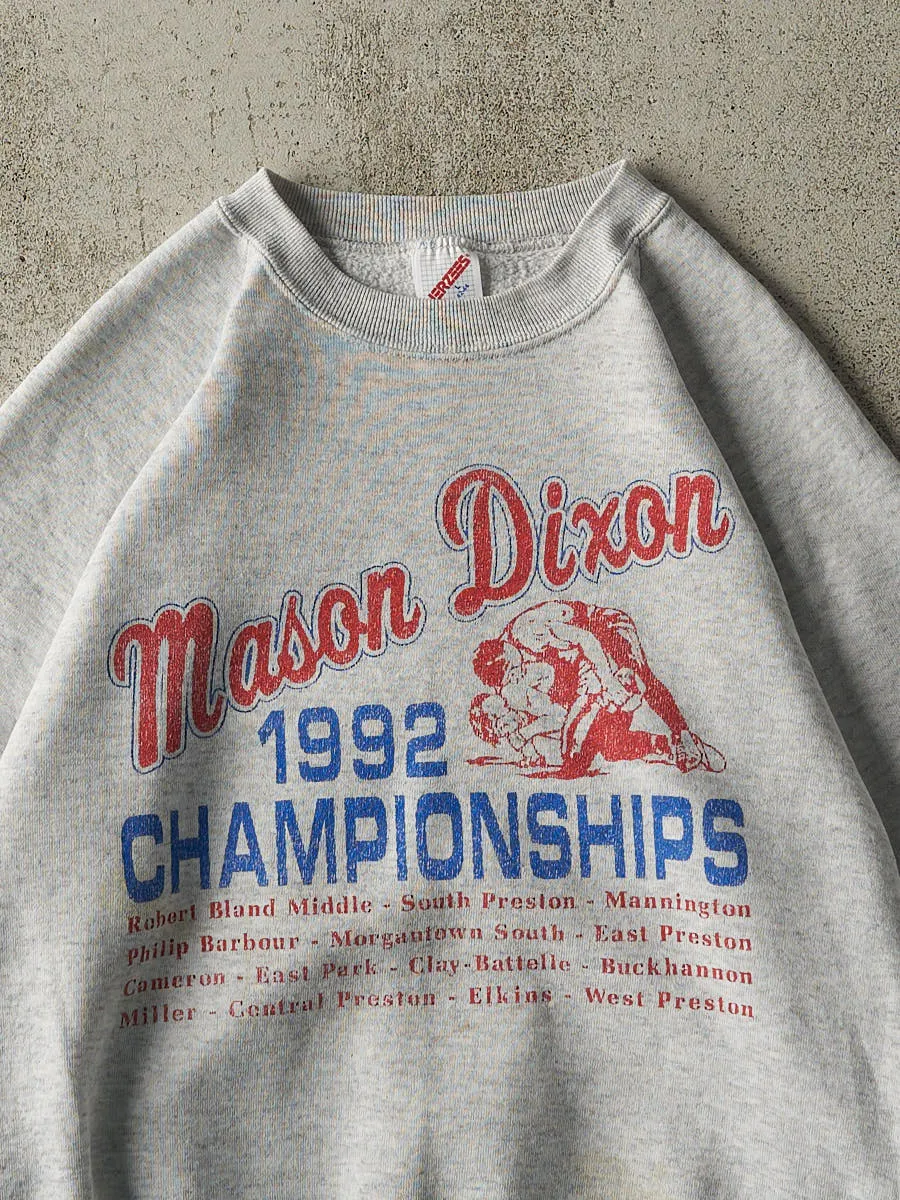 JERZEES
Mason Dixon
1992
CHAMPIONSHIPS
Robert Bland Middle - South Preston - Mannington
Philip Barbour - Morgantown South - East Preston
Cameron - East Park - Clay-Battelle - Buckhannon
Miller - Central Preston - Elkins - West Preston